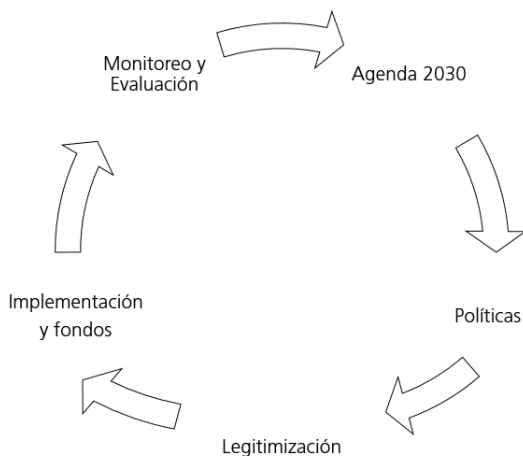 Monitoreo y
Evaluación
Agenda 2030
Políticas
Legitimización
Implementación
y fondos